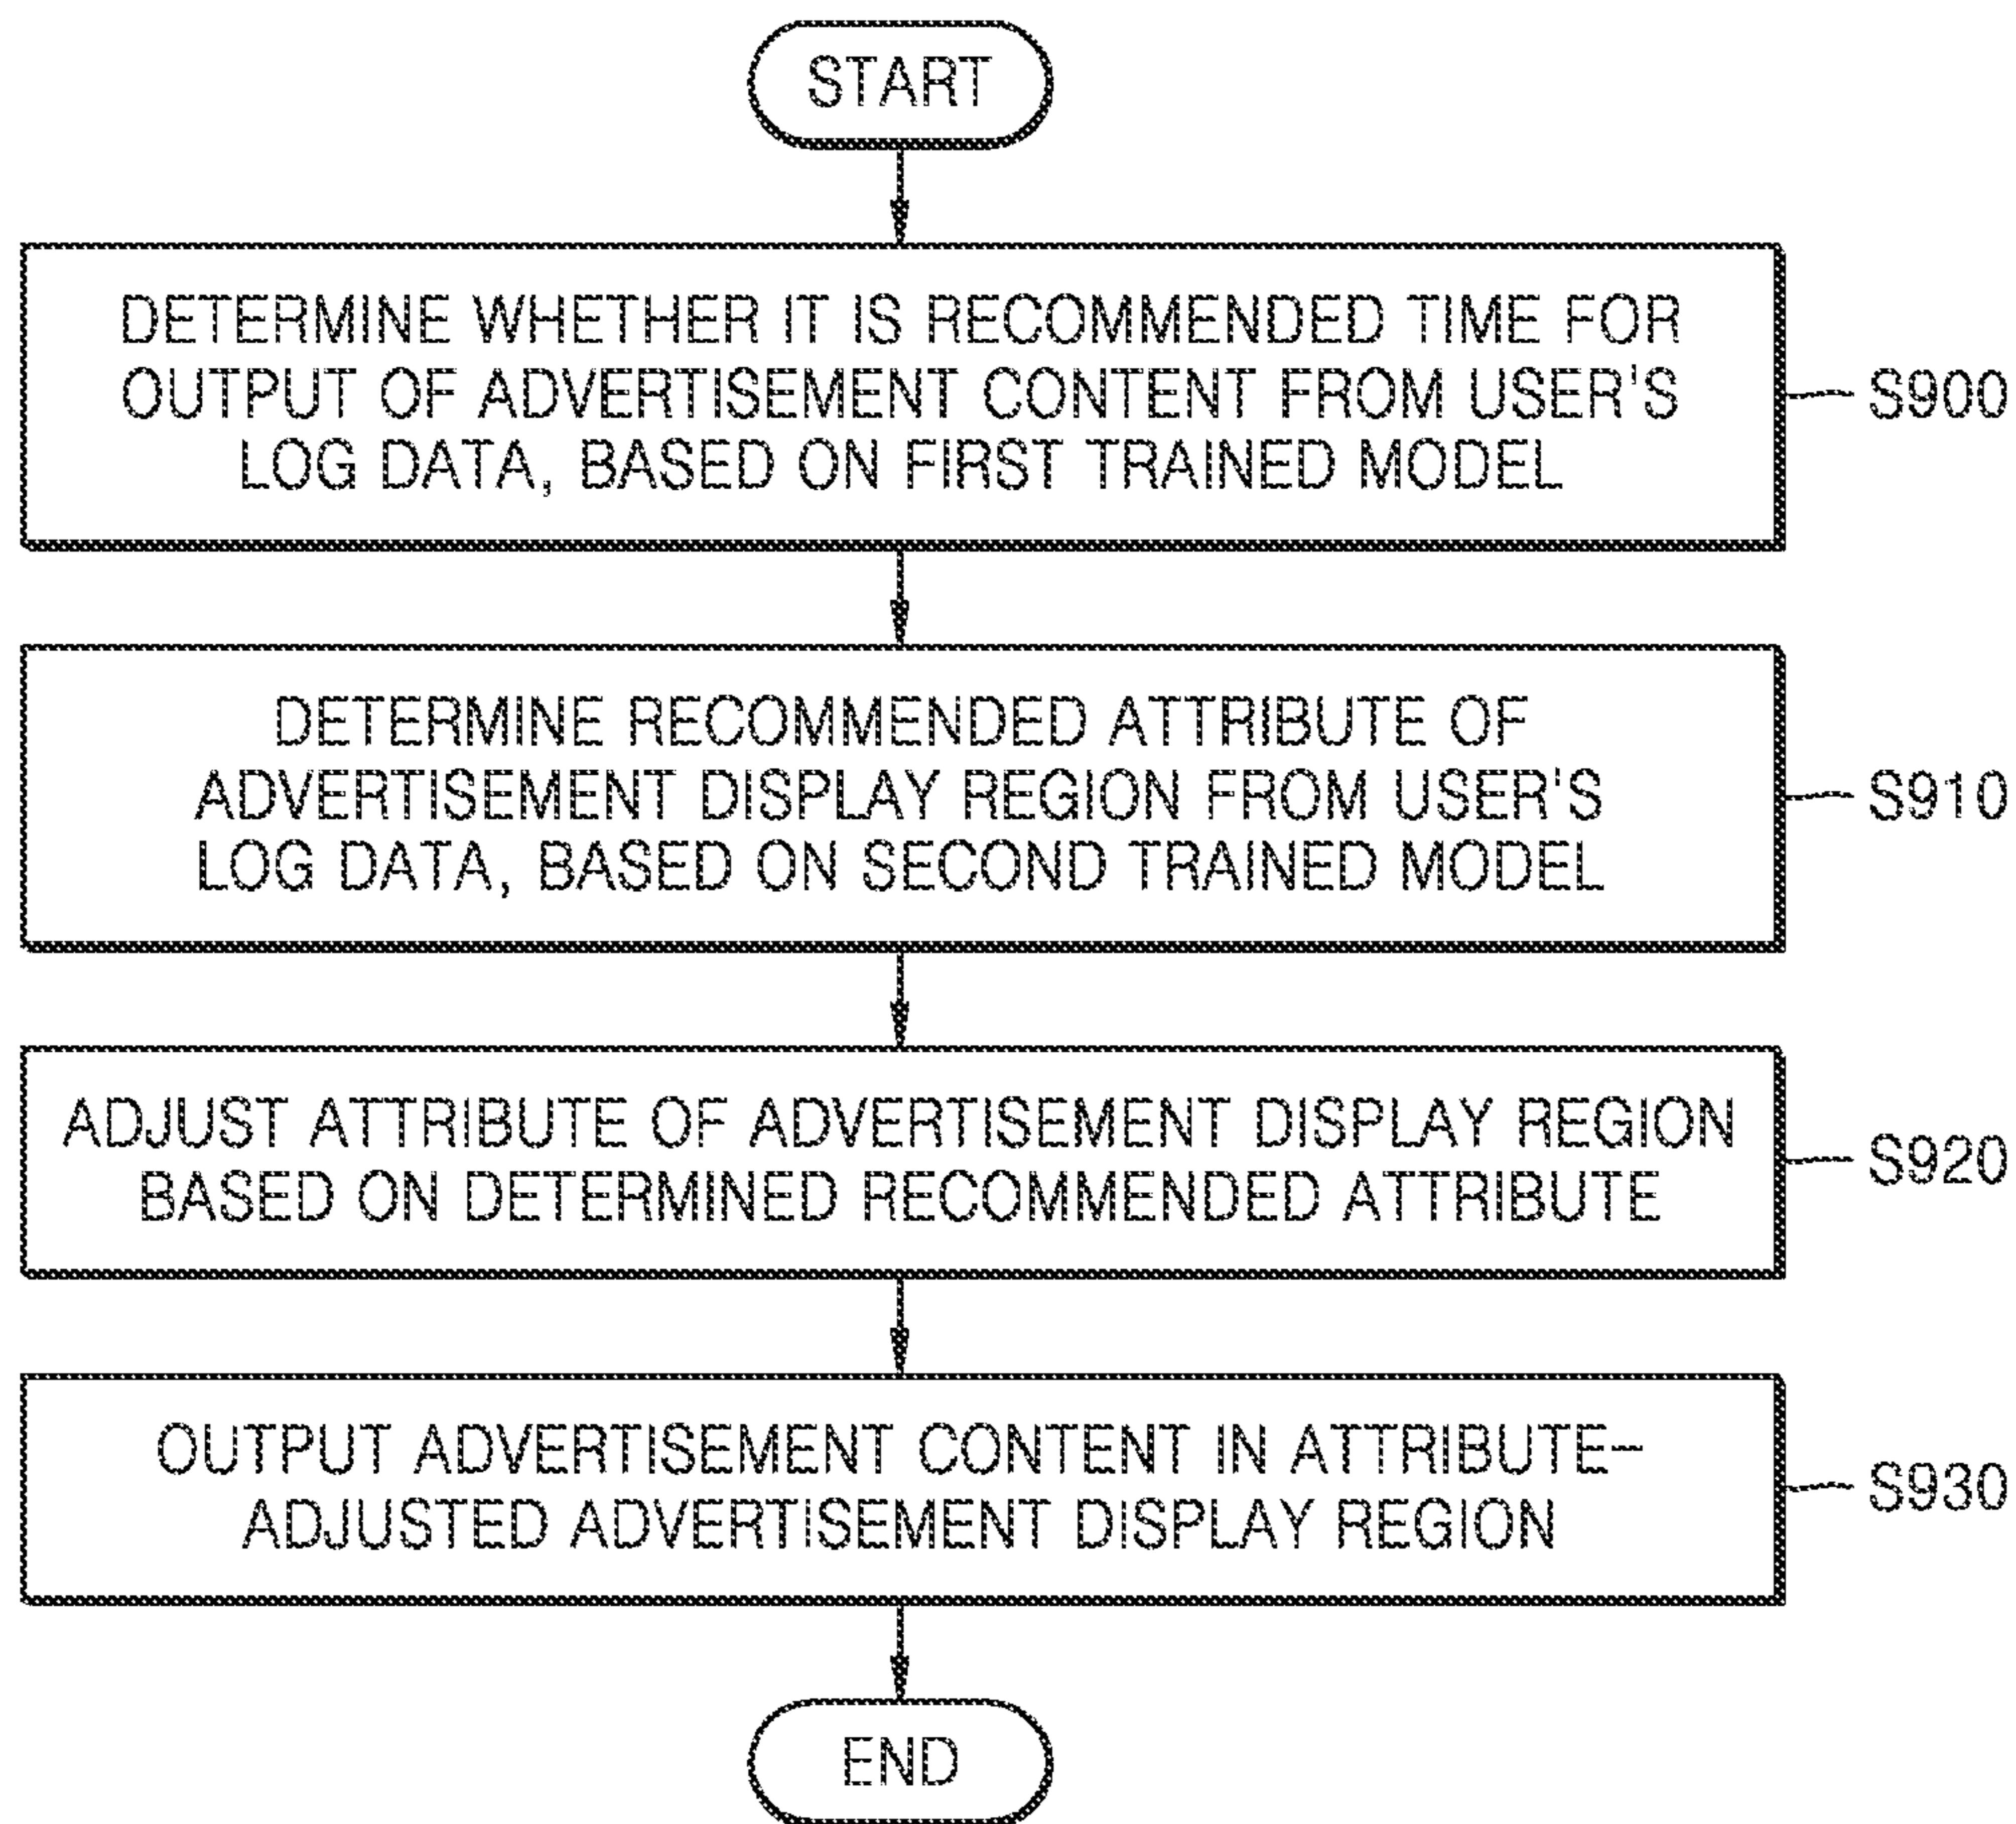 START
DETERMINE WHETHER IT IS RECOMMENDED TIME FOR
OUTPUT OF ADVERTISEMENT CONTENT FROM USER'S
LOG DATA, BASED ON FIRST TRAINED MODEL
S900
DETERMINE RECOMMENDED ATTRIBUTE OF
ADVERTISEMENT DISPLAY REGION FROM USER'S
LOG DATA, BASED ON SECOND TRAINED MODEL
S910
ADJUST ATTRIBUTE OF ADVERTISEMENT DISPLAY REGION
BASED ON DETERMINED RECOMMENDED ATTRIBUTE
S920
OUTPUT ADVERTISEMENT CONTENT IN ATTRIBUTE-
ADJUSTED ADVERTISEMENT DISPLAY REGION
S930
END